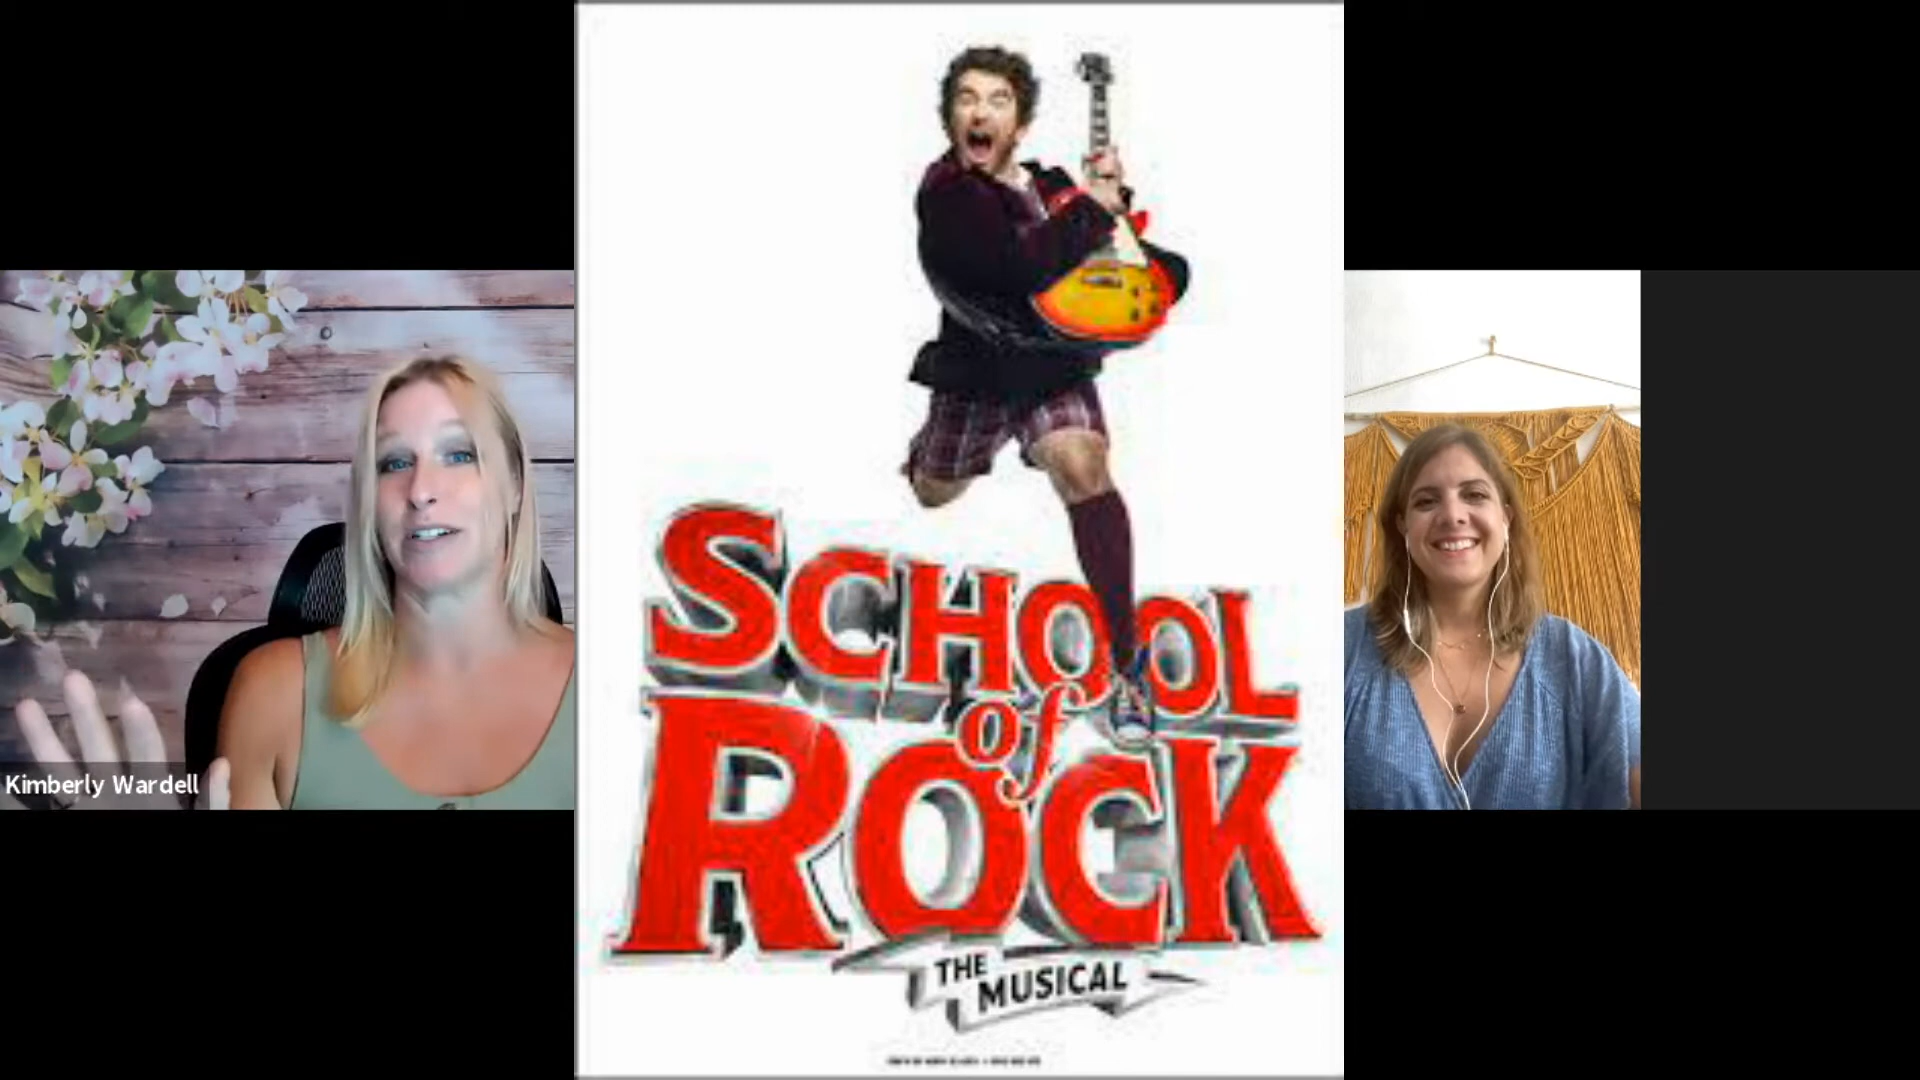 SCHOOL
of
ROCK
THE
MUSICAL
Kimberly Wardell